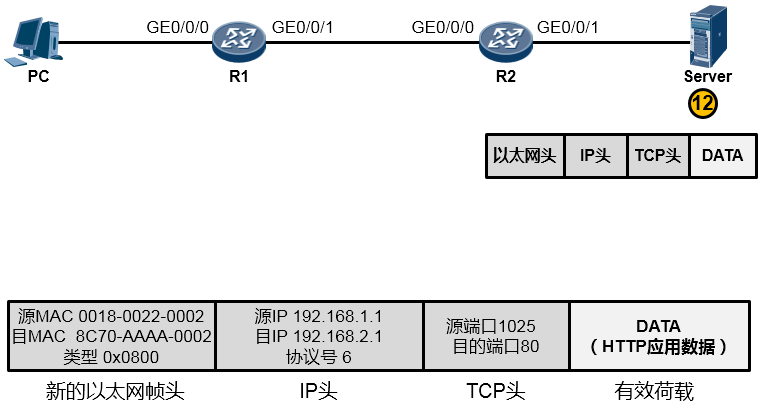 GE0/0/0 GE0/0/1 GE0/0/0 GE0/0/1
PC R1 R2 Server
12
以太网头 IP头 TCP头 DATA
源MAC 0018-0022-0002
目MAC 8C70-AAAA-0002
类型 0x0800
源IP 192.168.1.1
目IP 192.168.2.1
协议号 6
源端口1025
目的端口80
DATA
（HTTP应用数据）
新的以太网帧头 IP头 TCP头 有效荷载